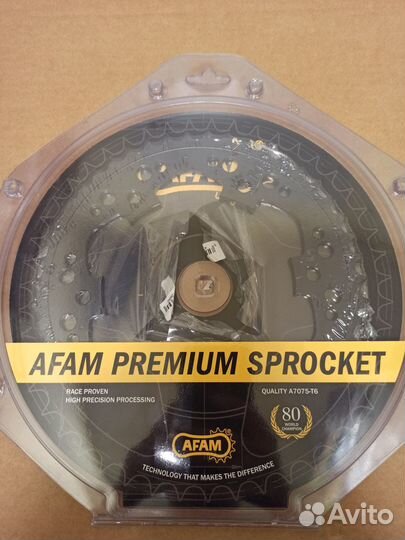 AFAM PREMIUM SPROCKET
RACE PROVEN
HIGH PRECISION PROCESSING
QUALITY A7075-T6
80
WORLD
CHAMPION
AFAM
TECHNOLOGY THAT MAKES THE DIFFERENCE
Avito